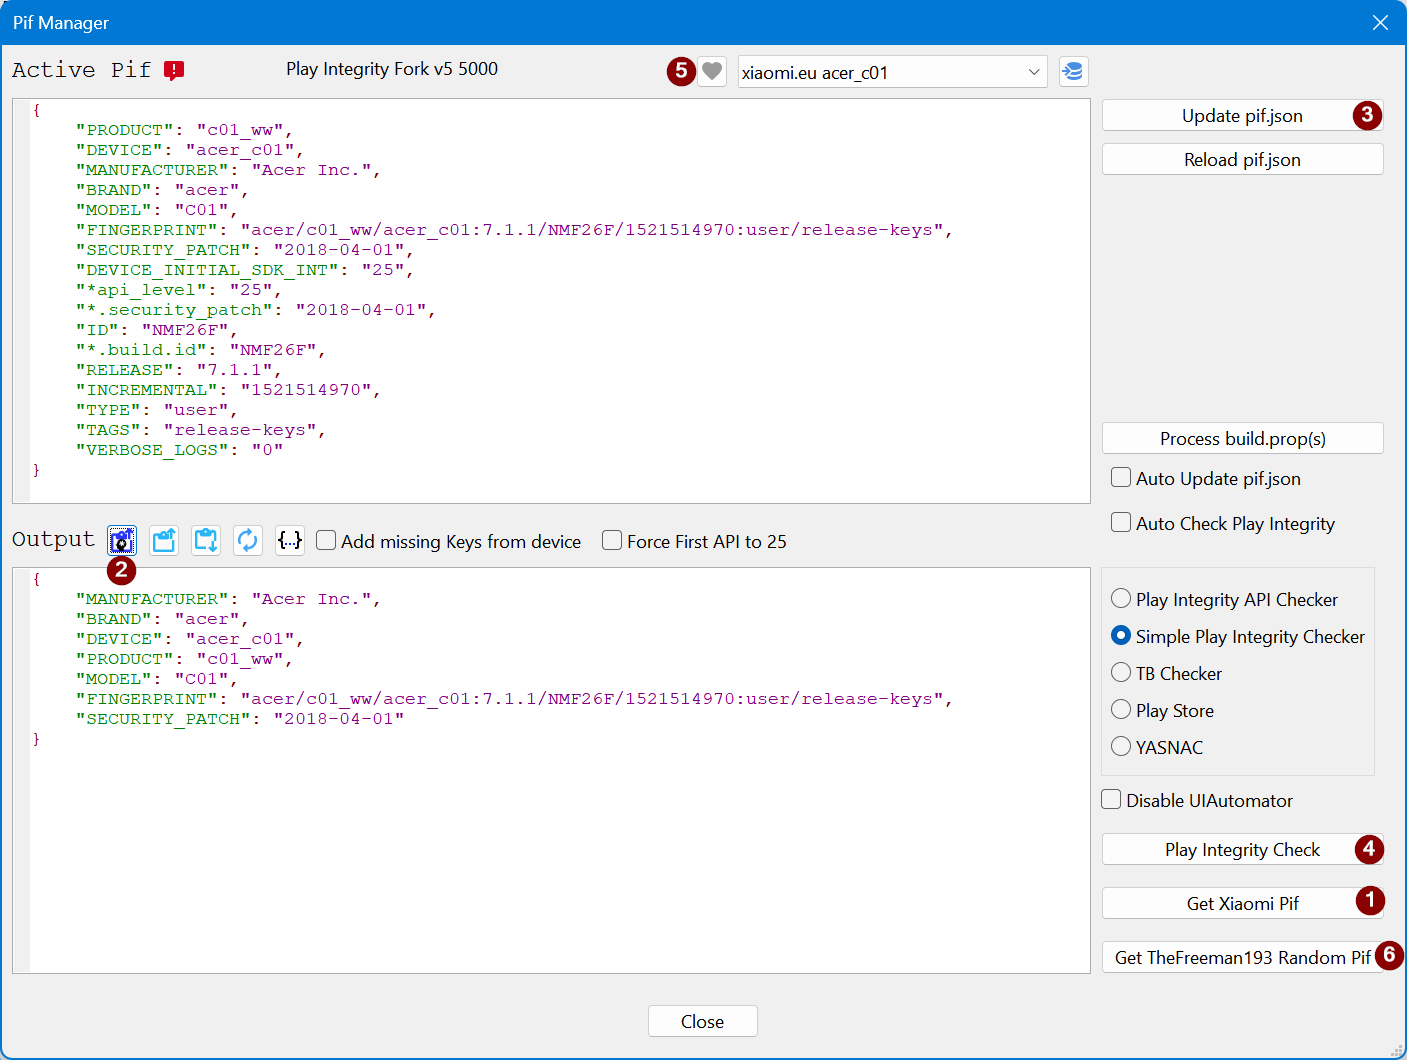 Pif Manager
Active Pif
Play Integrity Fork v5 5000
5
xiaomi.eu acer_c01
{
"PRODUCT": "c01_ww",
"DEVICE": "acer_c01",
"MANUFACTURER": "Acer Inc.",
"BRAND": "acer",
"MODEL": "C01",
"FINGERPRINT": "acer/c01_ww/acer_c01:7.1.1/NMF26F/1521514970:user/release-keys",
"SECURITY_PATCH": "2018-04-01",
"DEVICE_INITIAL_SDK_INT": "25",
"*api_level": "25",
"*.security_patch": "2018-04-01",
"ID": "NMF26F",
"*.build.id": "NMF26F",
"RELEASE": "7.1.1",
"INCREMENTAL": "1521514970",
"TYPE": "user",
"TAGS": "release-keys",
"VERBOSE_LOGS": "0"
}
Update pif.json 3
Reload pif.json
Process build.prop(s)
Auto Update pif.json
Auto Check Play Integrity
Output
{...}
Add missing Keys from device
Force First API to 25
2
{
"MANUFACTURER": "Acer Inc.",
"BRAND": "acer",
"DEVICE": "acer_c01",
"PRODUCT": "c01_ww",
"MODEL": "C01",
"FINGERPRINT": "acer/c01_ww/acer_c01:7.1.1/NMF26F/1521514970:user/release-keys",
"SECURITY_PATCH": "2018-04-01"
}
Play Integrity API Checker
Simple Play Integrity Checker
TB Checker
Play Store
YASNAC
Disable UIAutomator
Play Integrity Check 4
Get Xiaomi Pif 1
Get TheFreeman193 Random Pif 6
Close